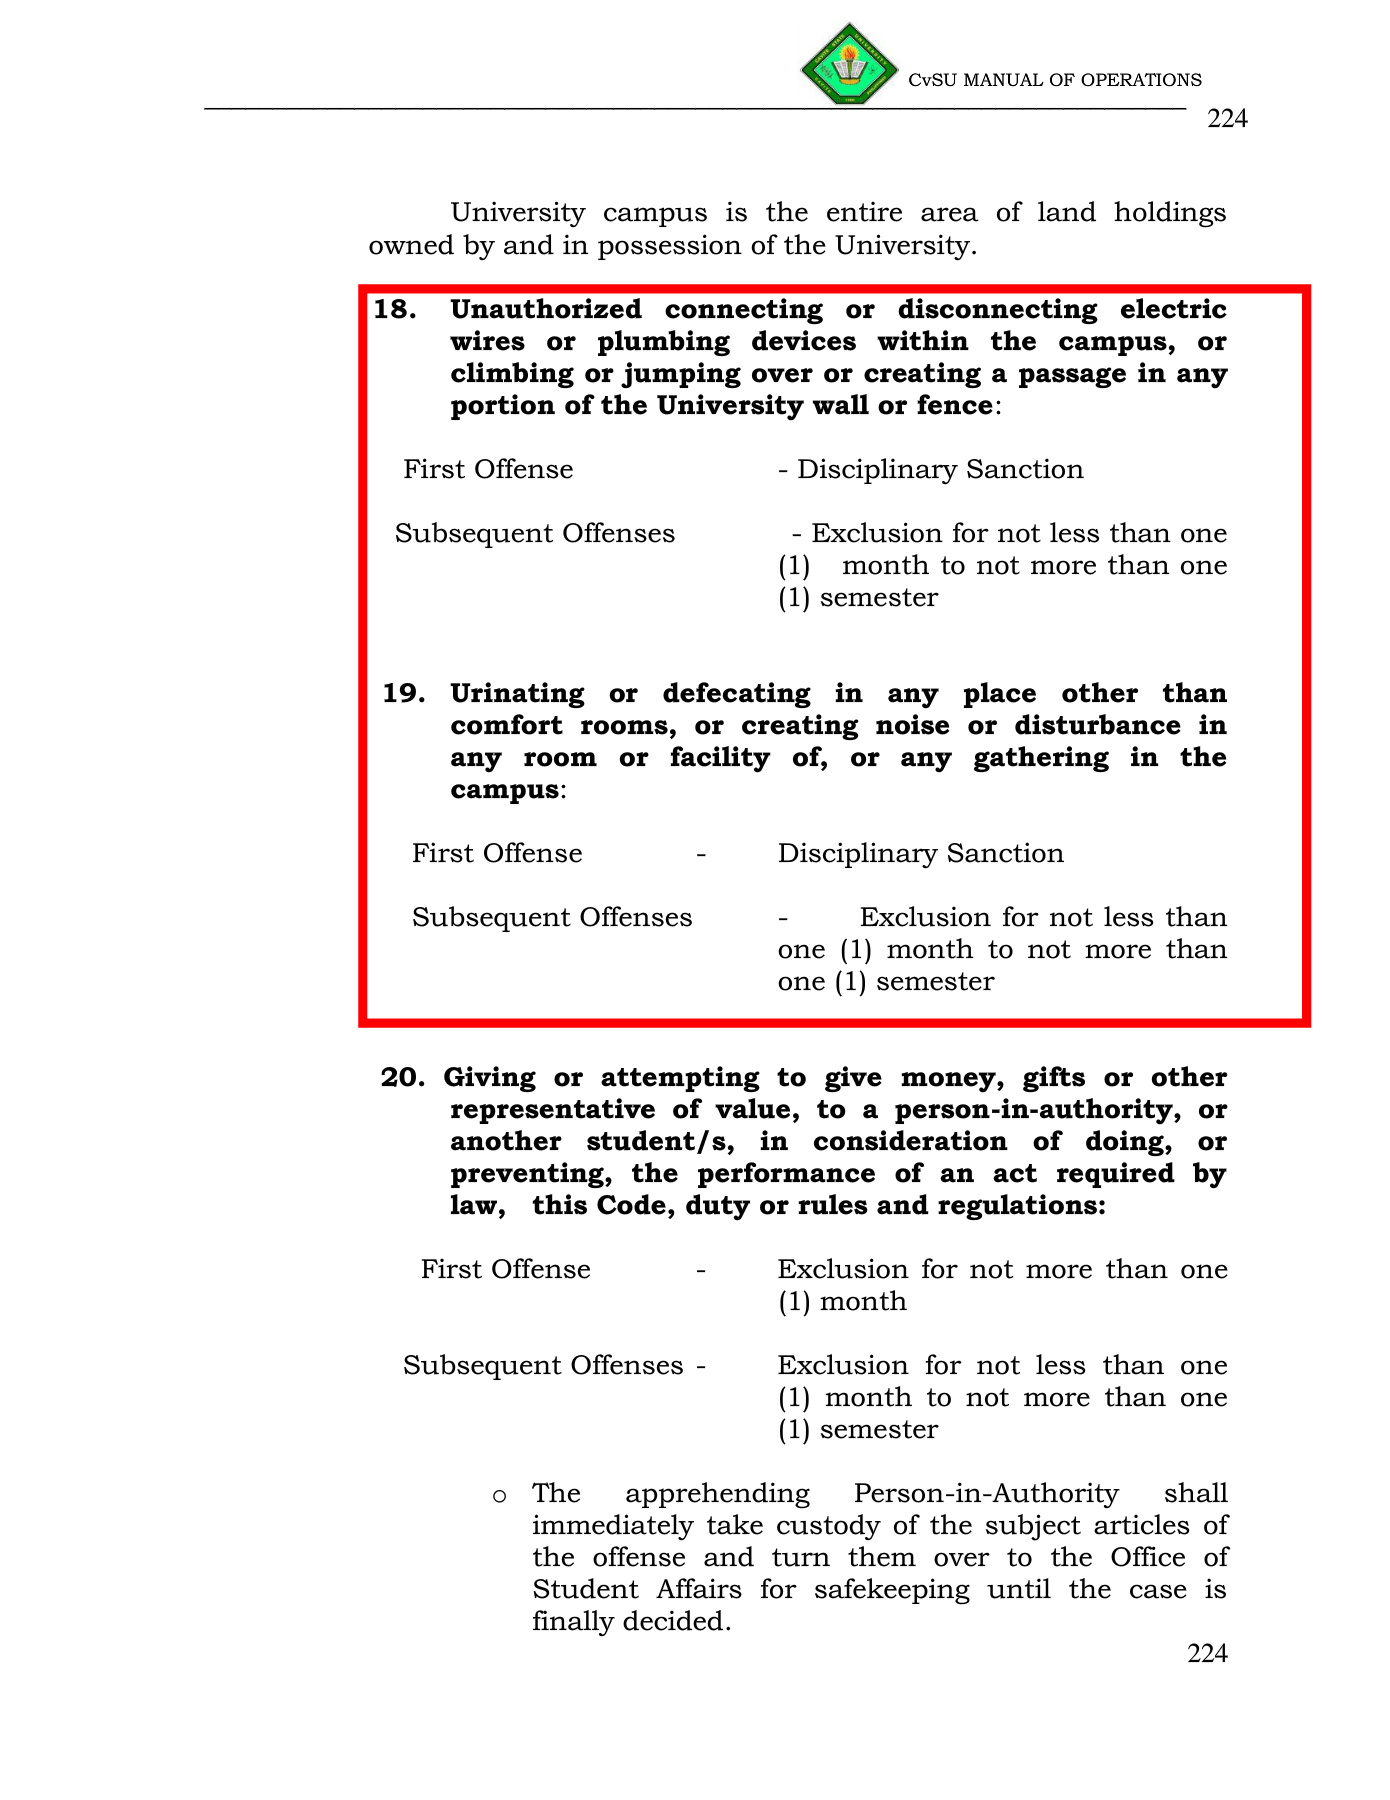 CvSU MANUAL OF OPERATIONS
224
University campus is the entire area of land holdings
owned by and in possession of the University.
18. Unauthorized connecting or disconnecting electric
wires or plumbing devices within the campus, or
climbing or jumping over or creating a passage in any
portion of the University wall or fence:
First Offense - Disciplinary Sanction
Subsequent Offenses - Exclusion for not less than one
(1) month to not more than one
(1) semester
19. Urinating or defecating in any place other than
comfort rooms, or creating noise or disturbance in
any room or facility of, or any gathering in the
campus:
First Offense - Disciplinary Sanction
Subsequent Offenses - Exclusion for not less than
one (1) month to not more than
one (1) semester
20. Giving or attempting to give money, gifts or other
representative of value, to a person-in-authority, or
another student/s, in consideration of doing, or
preventing, the performance of an act required by
law, this Code, duty or rules and regulations:
First Offense - Exclusion for not more than one
(1) month
Subsequent Offenses - Exclusion for not less than one
(1) month to not more than one
(1) semester
o The apprehending Person-in-Authority shall
immediately take custody of the subject articles of
the offense and turn them over to the Office of
Student Affairs for safekeeping until the case is
finally decided.
224